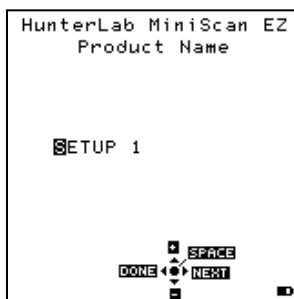 HunterLab MiniScan EZ
Product Name
SETUP 1
+
SPACE
DONE NEXT
-